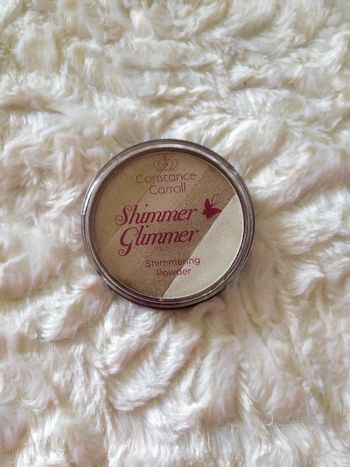 Constance
Carroll
Shimmer
Glimmer
Shimmering
Powder